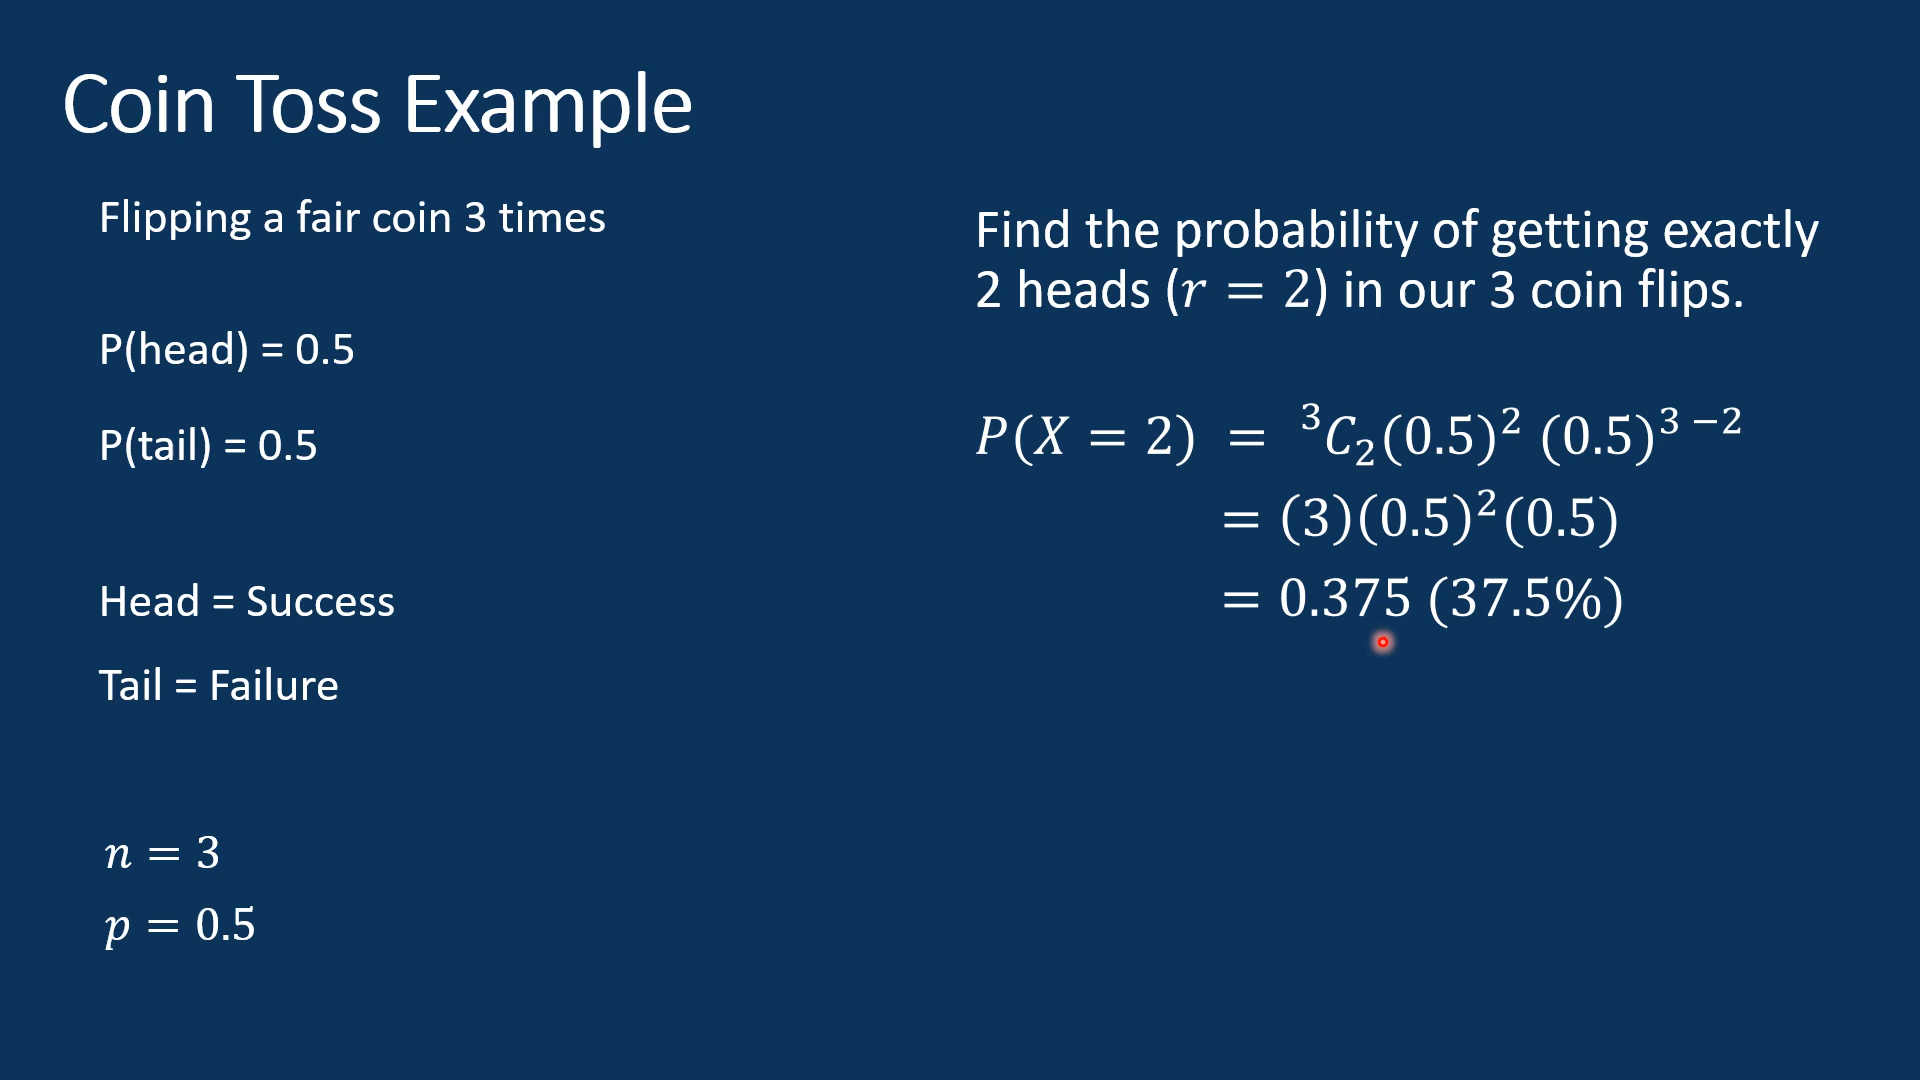 Coin Toss Example
Flipping a fair coin 3 times
P(head) = 0.5
P(tail) = 0.5
Head = Success
Tail = Failure
n = 3
p = 0.5
Find the probability of getting exactly
2 heads (r = 2) in our 3 coin flips.
P(X = 2) = ³C₂(0.5)² (0.5)³ ⁻²
= (3)(0.5)²(0.5)
= 0.375 (37.5%)